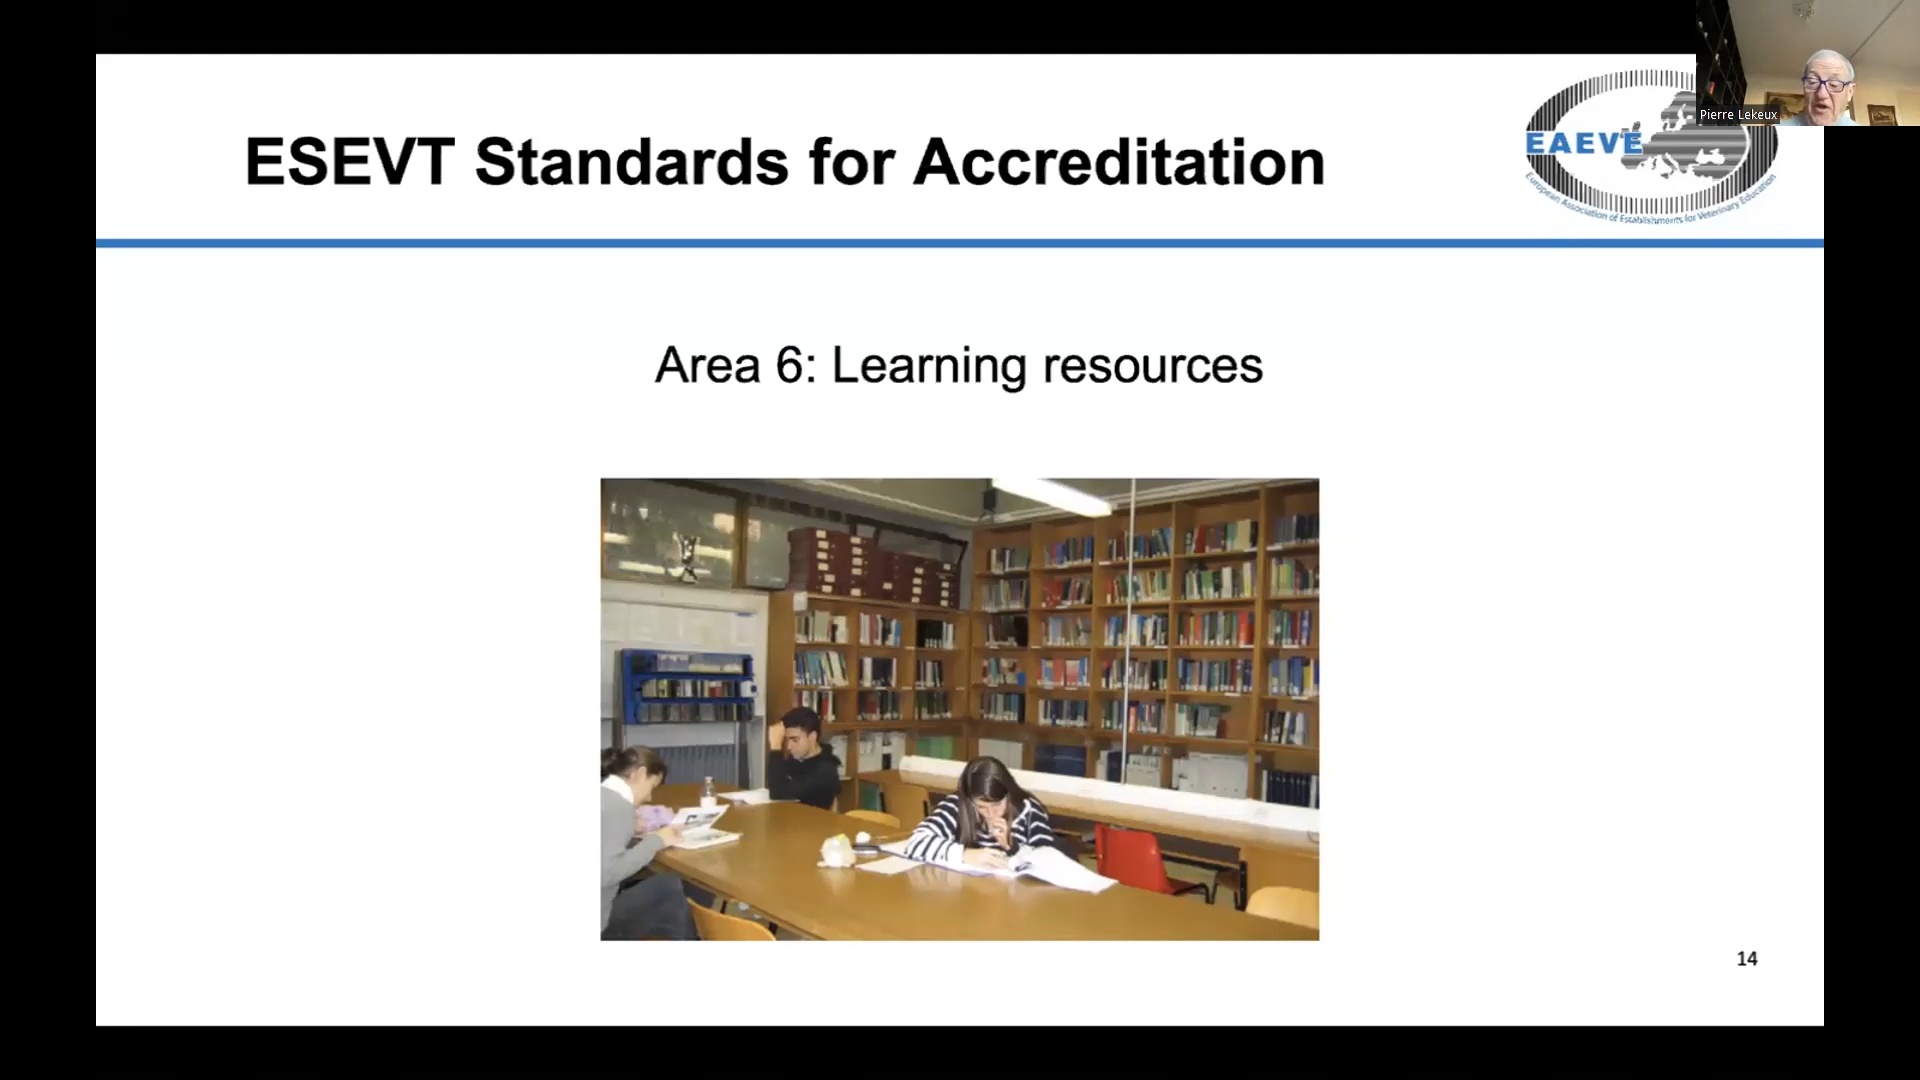 Pierre Lekeux
ESEVT Standards for Accreditation
EAEVE
European Association of Establishments for Veterinary Education
Area 6: Learning resources
14